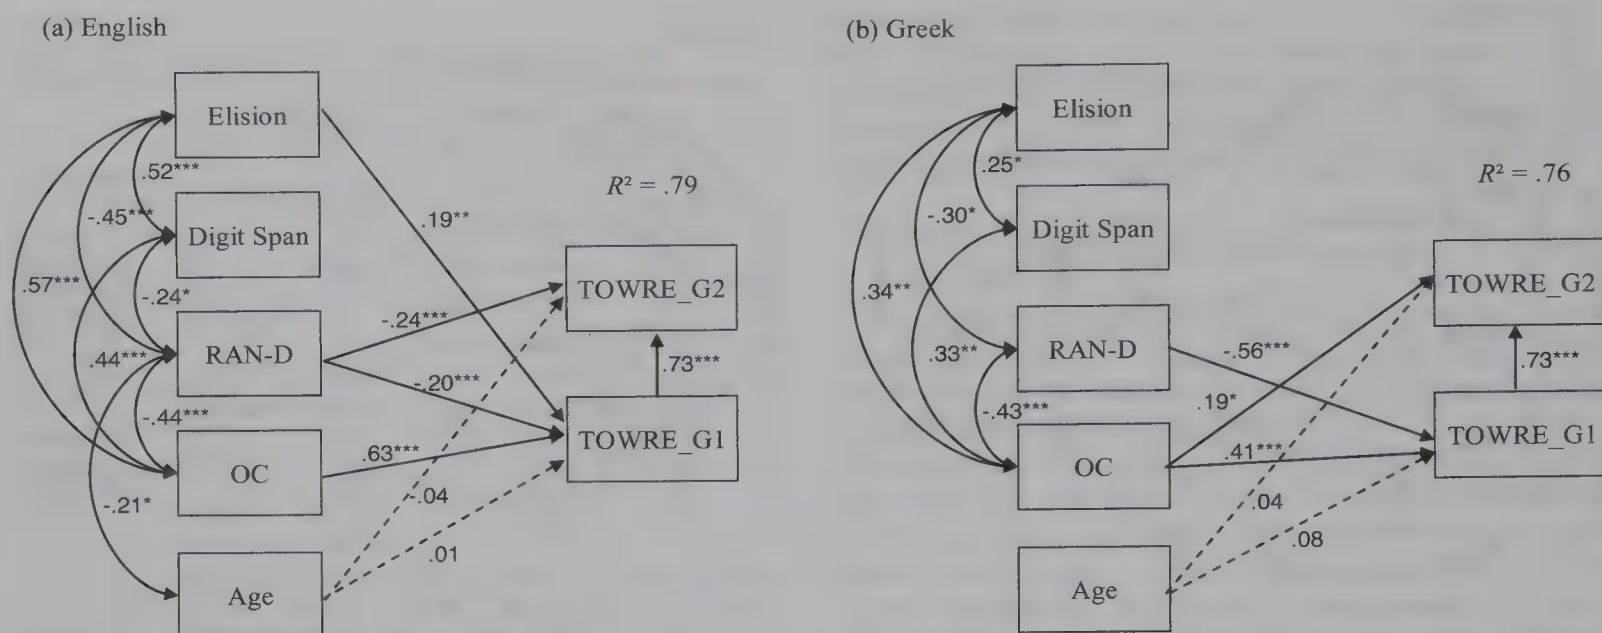 (a) English
Elision
.52***
R² = .79
-.45***
.19**
Digit Span
.57***
-.24*
TOWRE_G2
-.24***
.44***
RAN-D
.73***
-.20***
-.44***
TOWRE_G1
.63***
OC
-.04
-.21*
.01
Age
(b) Greek
Elision
.25*
R² = .76
-.30*
Digit Span
.34**
TOWRE_G2
.33**
RAN-D
-.56***
.73***
-.43***
.19*
TOWRE_G1
.41***
OC
.04
.08
Age